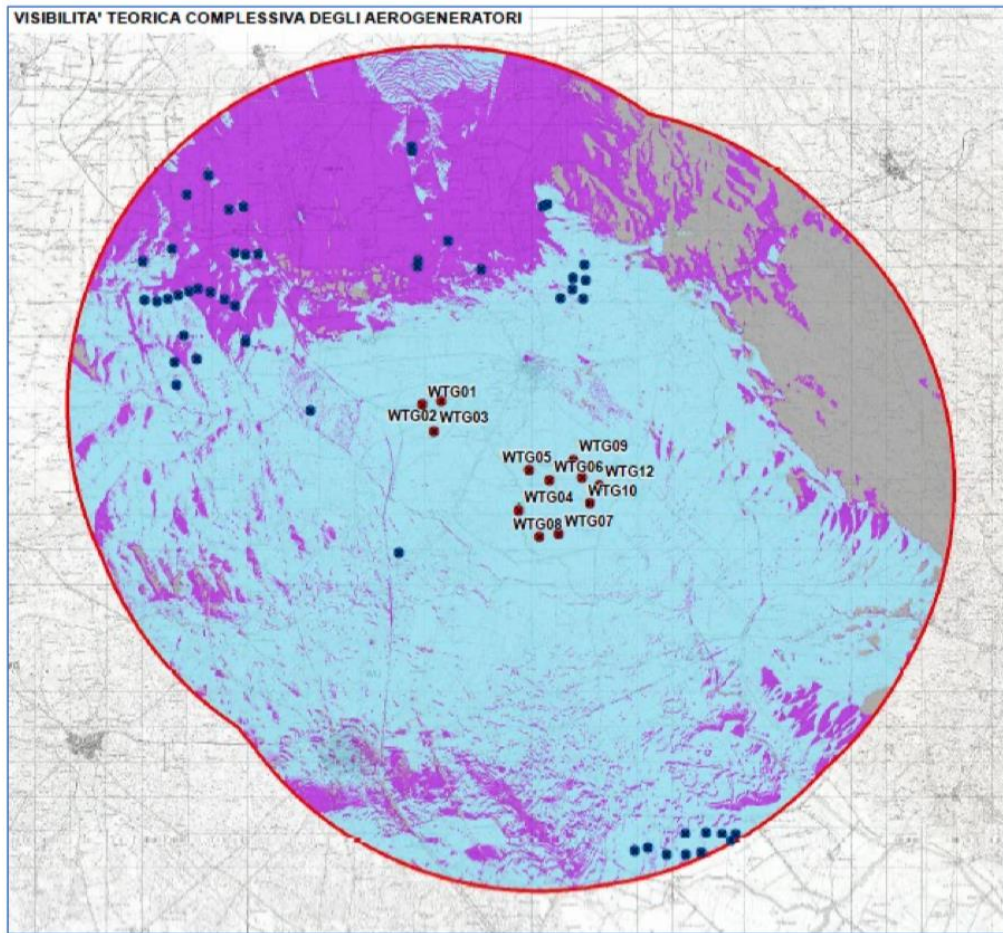 VISIBILITA' TEORICA COMPLESSIVA DEGLI AEROGENERATORI
WTG01
WTG02 WTG03
WTG09
WTG05
WTG06 WTG12
WTG04 WTG10
WTG08 WTG07